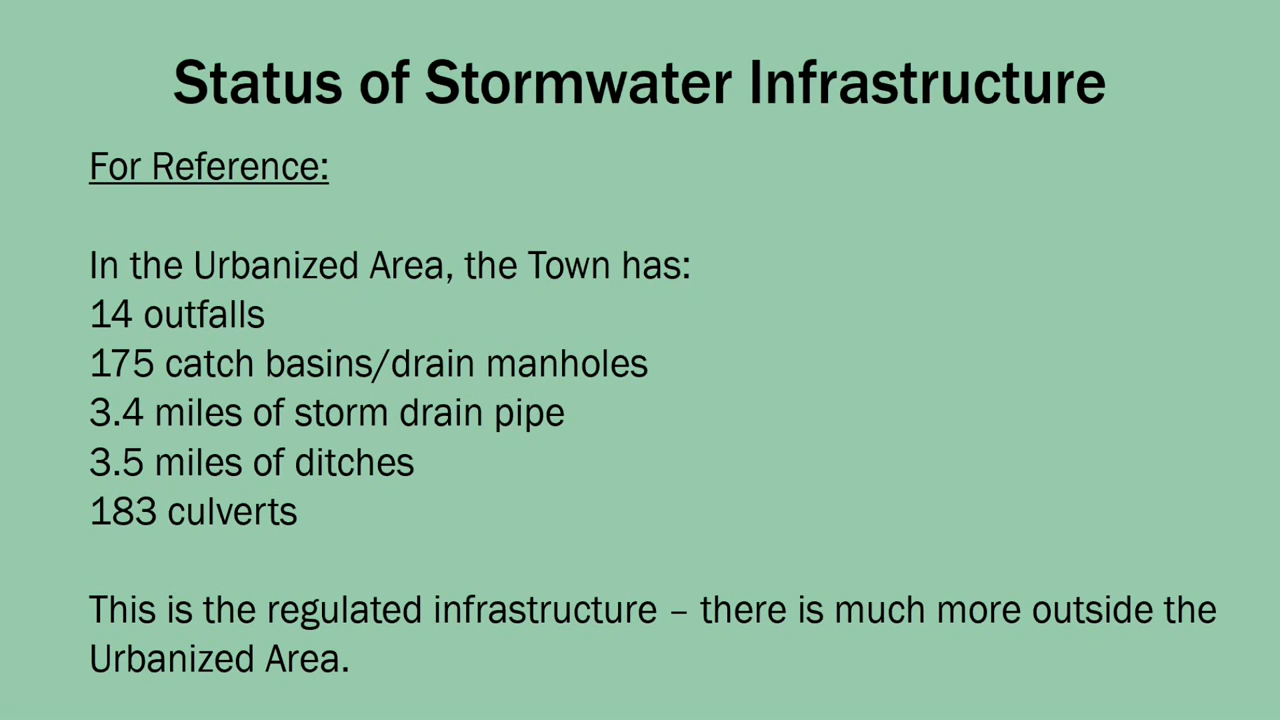 Status of Stormwater Infrastructure
For Reference:
In the Urbanized Area, the Town has:
14 outfalls
175 catch basins/drain manholes
3.4 miles of storm drain pipe
3.5 miles of ditches
183 culverts
This is the regulated infrastructure – there is much more outside the
Urbanized Area.